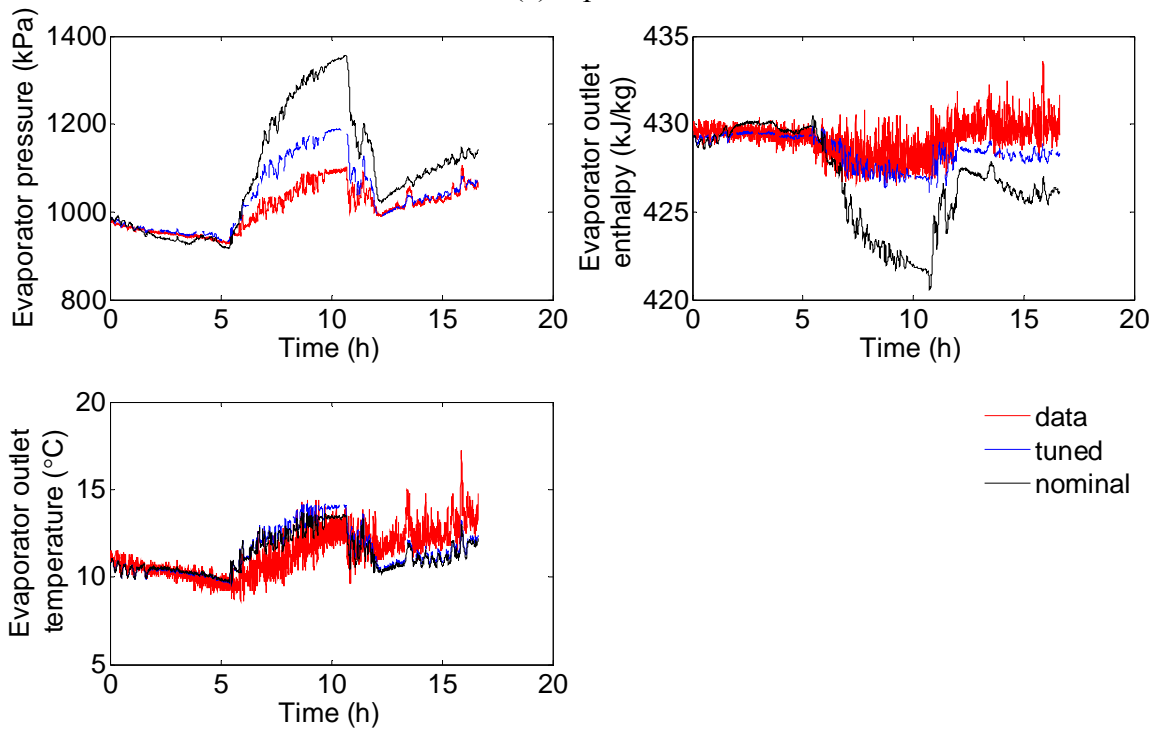 Evaporator pressure (kPa)
1400
1200
1000
800
0
5
10
15
20
Time (h)
Evaporator outlet
enthalpy (kJ/kg)
435
430
425
420
0
5
10
15
20
Time (h)
Evaporator outlet
temperature (°C)
20
15
10
5
0
5
10
15
20
Time (h)
data
tuned
nominal